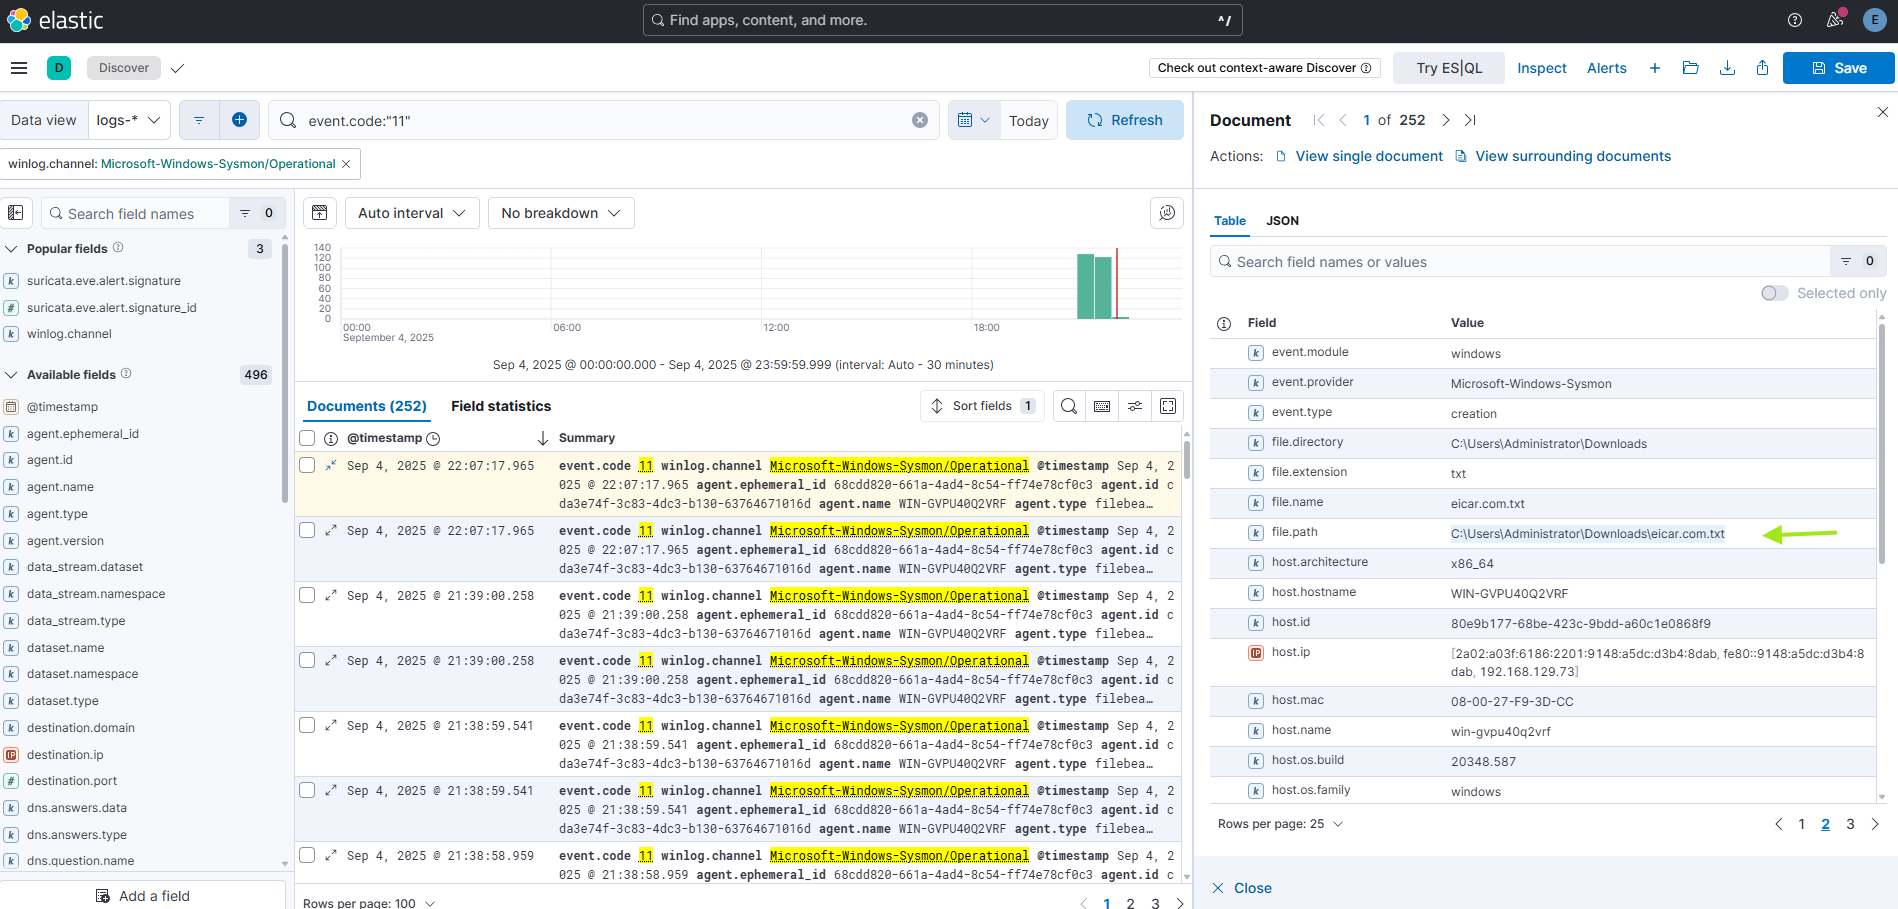 elastic
Find apps, content, and more.
^/
E
D
Discover
Check out context-aware Discover
Try ES|QL
Inspect
Alerts
Save
Data view
logs-*
event.code:"11"
Today
Refresh
winlog.channel: Microsoft-Windows-Sysmon/Operational
Search field names
0
Popular fields
3
suricata.eve.alert.signature
suricata.eve.alert.signature_id
winlog.channel
Available fields
496
@timestamp
agent.ephemeral_id
agent.id
agent.name
agent.type
agent.version
data_stream.dataset
data_stream.namespace
data_stream.type
dataset.name
dataset.namespace
dataset.type
destination.domain
destination.ip
destination.port
dns.answers.data
dns.answers.type
dns.question.name
Add a field
Auto interval
No breakdown
140
120
100
80
60
40
20
0
00:00
September 4, 2025
06:00
12:00
18:00
Sep 4, 2025 @ 00:00:00.000 - Sep 4, 2025 @ 23:59:59.999 (interval: Auto - 30 minutes)
Documents (252)
Field statistics
Sort fields 1
@timestamp
Summary
Sep 4, 2025 @ 22:07:17.965
event.code 11 winlog.channel Microsoft-Windows-Sysmon/Operational @timestamp Sep 4, 2
025 @ 22:07:17.965 agent.ephemeral_id 68cdd820-661a-4ad4-8c54-ff74e78cf0c3 agent.id c
da3e74f-3c83-4dc3-b130-63764671016d agent.name WIN-GVPU40Q2VRF agent.type filebea…
Sep 4, 2025 @ 22:07:17.965
event.code 11 winlog.channel Microsoft-Windows-Sysmon/Operational @timestamp Sep 4, 2
025 @ 22:07:17.965 agent.ephemeral_id 68cdd820-661a-4ad4-8c54-ff74e78cf0c3 agent.id c
da3e74f-3c83-4dc3-b130-63764671016d agent.name WIN-GVPU40Q2VRF agent.type filebea…
Sep 4, 2025 @ 21:39:00.258
event.code 11 winlog.channel Microsoft-Windows-Sysmon/Operational @timestamp Sep 4, 2
025 @ 21:39:00.258 agent.ephemeral_id 68cdd820-661a-4ad4-8c54-ff74e78cf0c3 agent.id c
da3e74f-3c83-4dc3-b130-63764671016d agent.name WIN-GVPU40Q2VRF agent.type filebea…
Sep 4, 2025 @ 21:39:00.258
event.code 11 winlog.channel Microsoft-Windows-Sysmon/Operational @timestamp Sep 4, 2
025 @ 21:39:00.258 agent.ephemeral_id 68cdd820-661a-4ad4-8c54-ff74e78cf0c3 agent.id c
da3e74f-3c83-4dc3-b130-63764671016d agent.name WIN-GVPU40Q2VRF agent.type filebea…
Sep 4, 2025 @ 21:38:59.541
event.code 11 winlog.channel Microsoft-Windows-Sysmon/Operational @timestamp Sep 4, 2
025 @ 21:38:59.541 agent.ephemeral_id 68cdd820-661a-4ad4-8c54-ff74e78cf0c3 agent.id c
da3e74f-3c83-4dc3-b130-63764671016d agent.name WIN-GVPU40Q2VRF agent.type filebea…
Sep 4, 2025 @ 21:38:59.541
event.code 11 winlog.channel Microsoft-Windows-Sysmon/Operational @timestamp Sep 4, 2
025 @ 21:38:59.541 agent.ephemeral_id 68cdd820-661a-4ad4-8c54-ff74e78cf0c3 agent.id c
da3e74f-3c83-4dc3-b130-63764671016d agent.name WIN-GVPU40Q2VRF agent.type filebea…
Sep 4, 2025 @ 21:38:58.959
event.code 11 winlog.channel Microsoft-Windows-Sysmon/Operational @timestamp Sep 4, 2
025 @ 21:38:58.959 agent.ephemeral_id 68cdd820-661a-4ad4-8c54-ff74e78cf0c3 agent.id c
Rows per page: 100
1 2 3
Document
1 of 252
Actions: View single document View surrounding documents
Table
JSON
Search field names or values
0
Selected only
Field Value
event.module windows
event.provider Microsoft-Windows-Sysmon
event.type creation
file.directory C:\Users\Administrator\Downloads
file.extension txt
file.name eicar.com.txt
file.path C:\Users\Administrator\Downloads\eicar.com.txt
host.architecture x86_64
host.hostname WIN-GVPU40Q2VRF
host.id 80e9b177-68be-423c-9bdd-a60c1e0868f9
host.ip [2a02:a03f:6186:2201:9148:a5dc:d3b4:8dab, fe80::9148:a5dc:d3b4:8
dab, 192.168.129.73]
host.mac 08-00-27-F9-3D-CC
host.name win-gvpu40q2vrf
host.os.build 20348.587
host.os.family windows
Rows per page: 25
1 2 3
Close